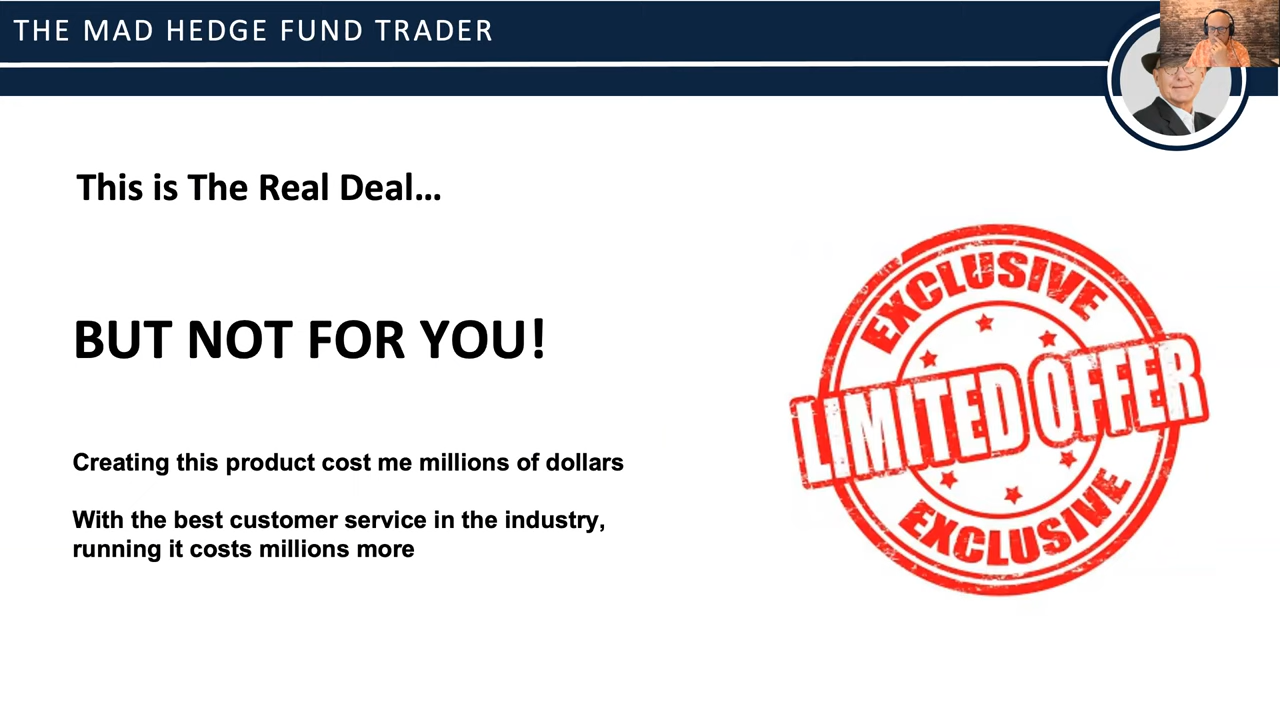 THE MAD HEDGE FUND TRADER
This is The Real Deal...
BUT NOT FOR YOU!
Creating this product cost me millions of dollars
With the best customer service in the industry,
running it costs millions more
EXCLUSIVE
LIMITED OFFER
EXCLUSIVE